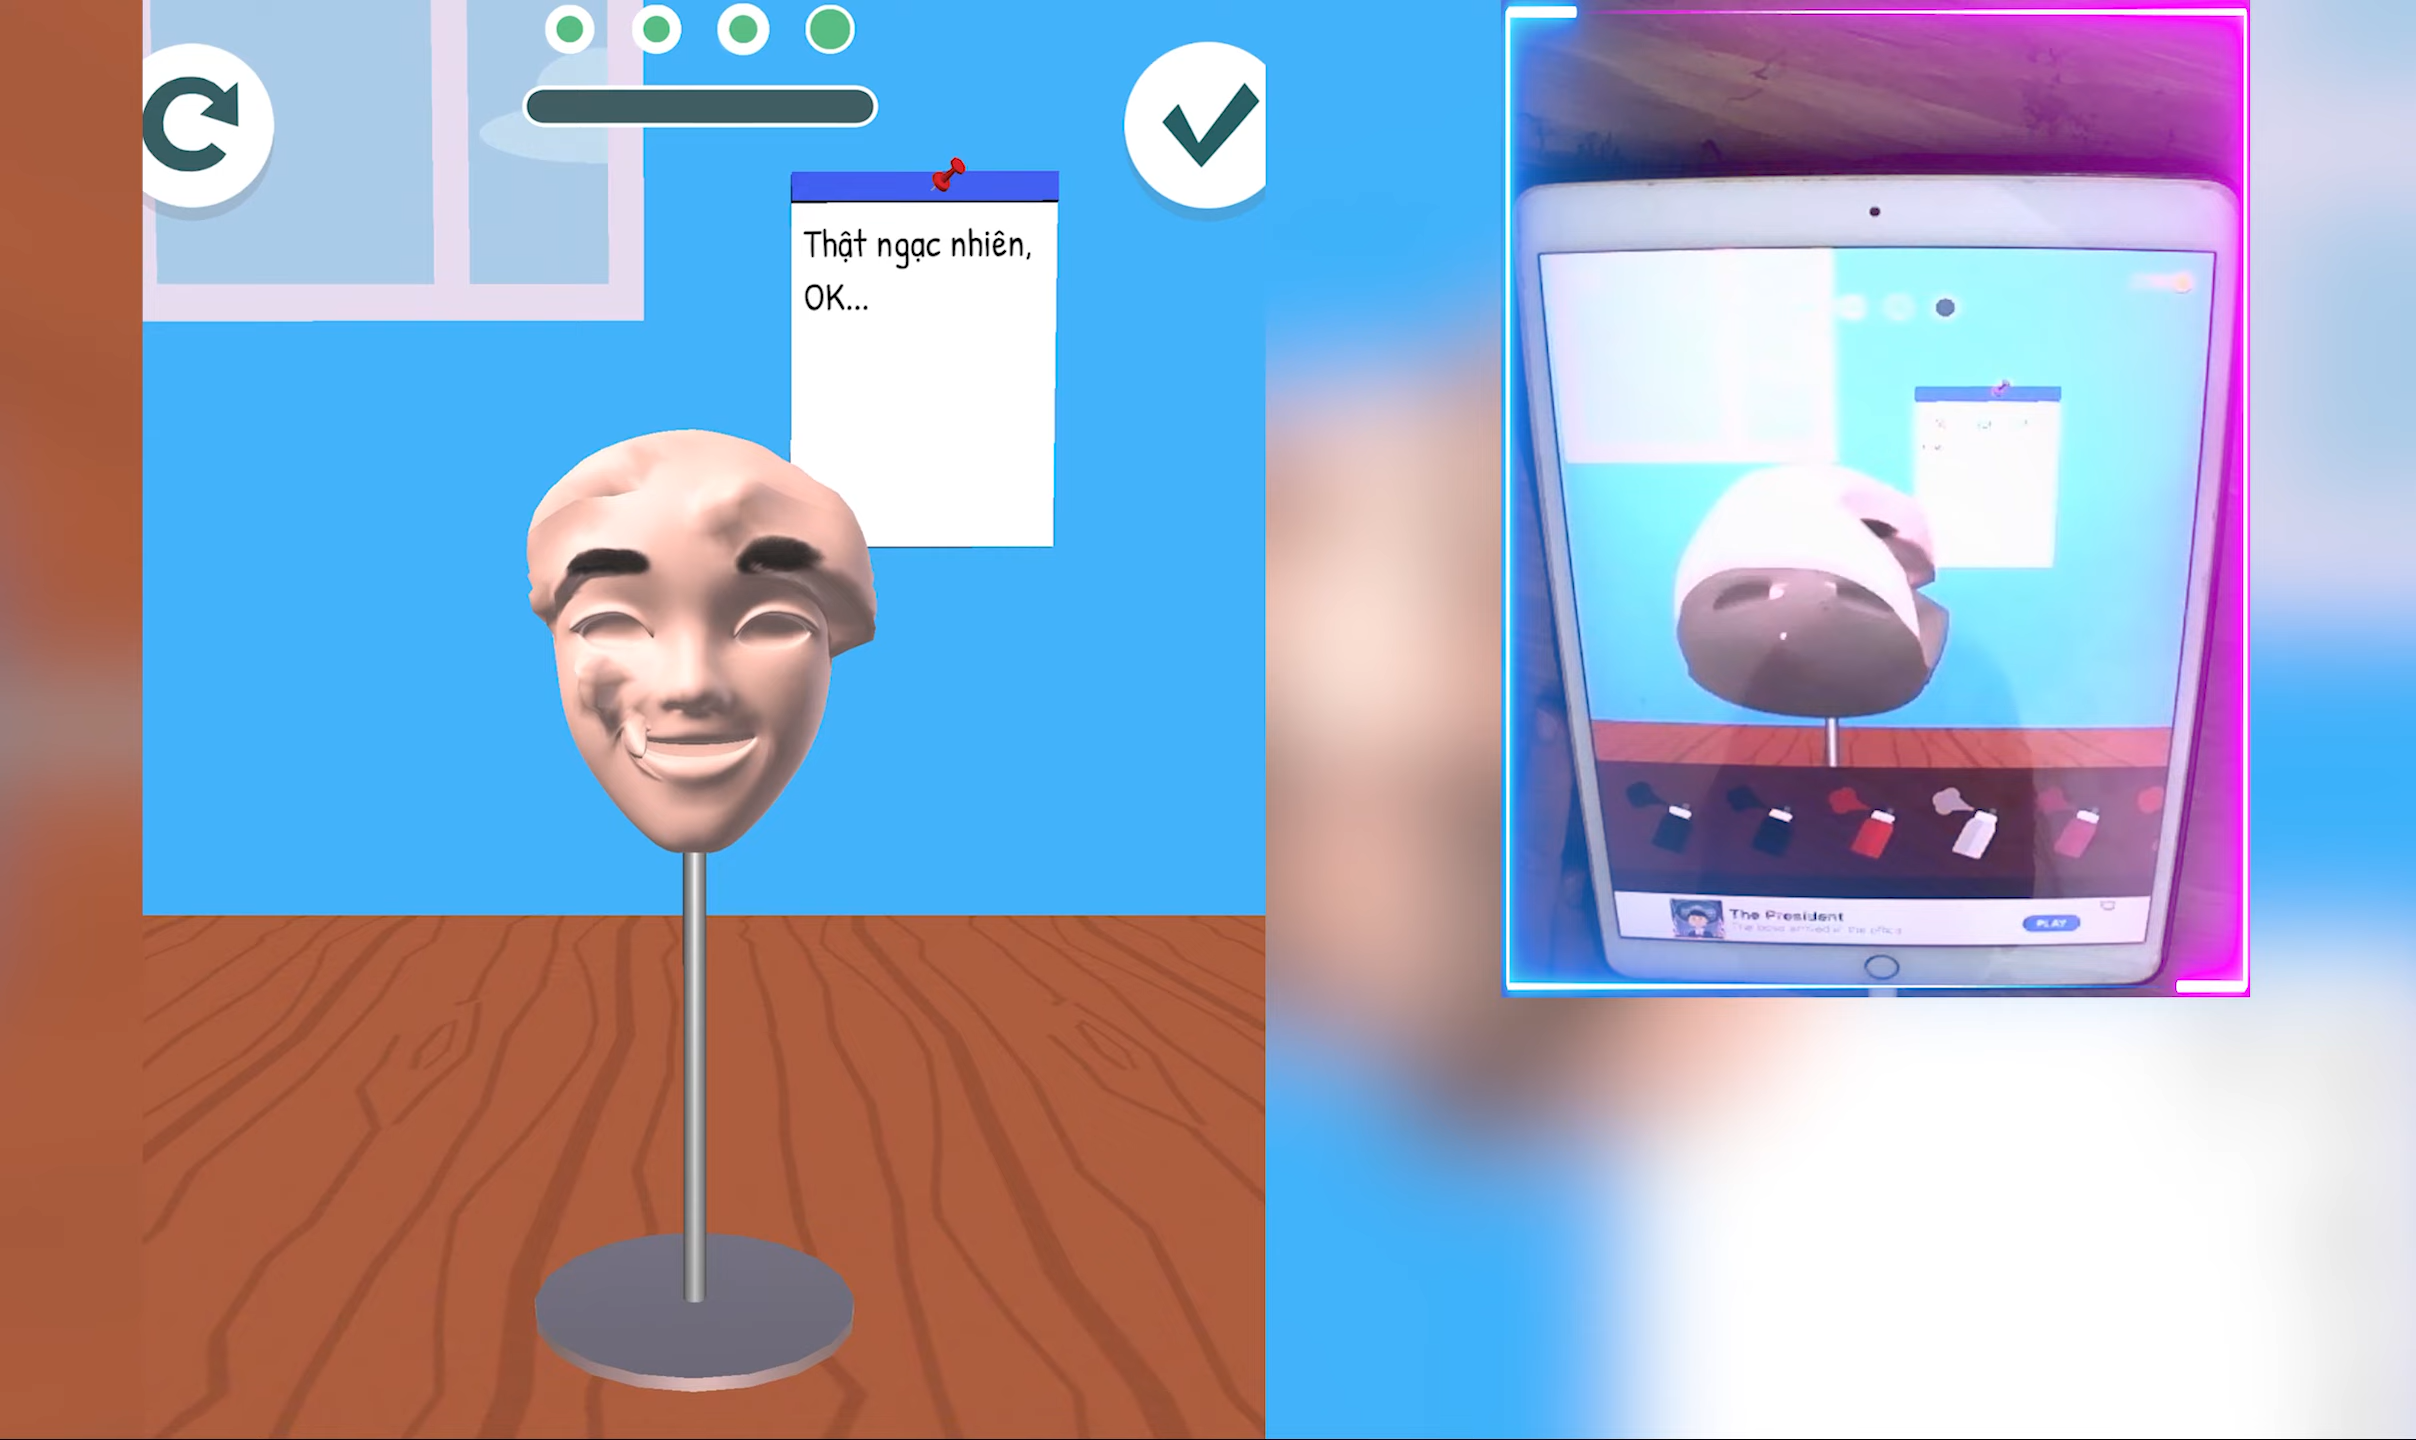 Thật ngạc nhiên,
OK...
The President
PLAY